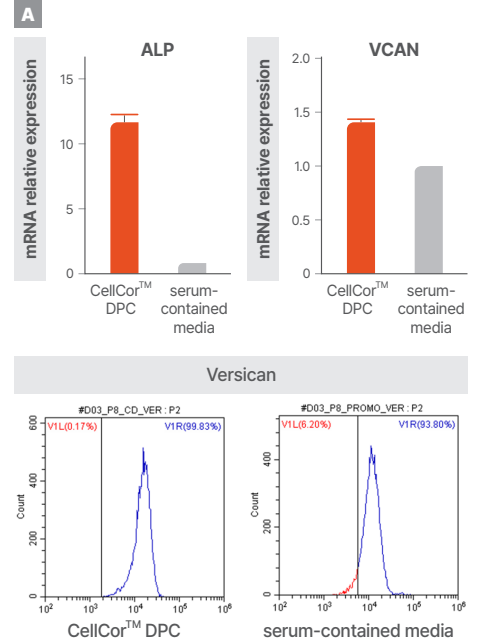 A
ALP
VCAN
mRNA relative expression
15
10
5
0
CellCor™ DPC
serum-contained media
mRNA relative expression
2.0
1.5
1.0
0.5
0
CellCor™ DPC
serum-contained media
Versican
#D03_P8_CD_VER : P2
V1L(0.17%)
V1R(99.83%)
Count
600
400
200
0
10² 10³ 10⁴ 10⁵ 10⁶
CellCor™ DPC
#D03_P8_PROMO_VER : P2
V1L(6.20%)
V1R(93.80%)
Count
400
200
0
10² 10³ 10⁴ 10⁵ 10⁶
serum-contained media